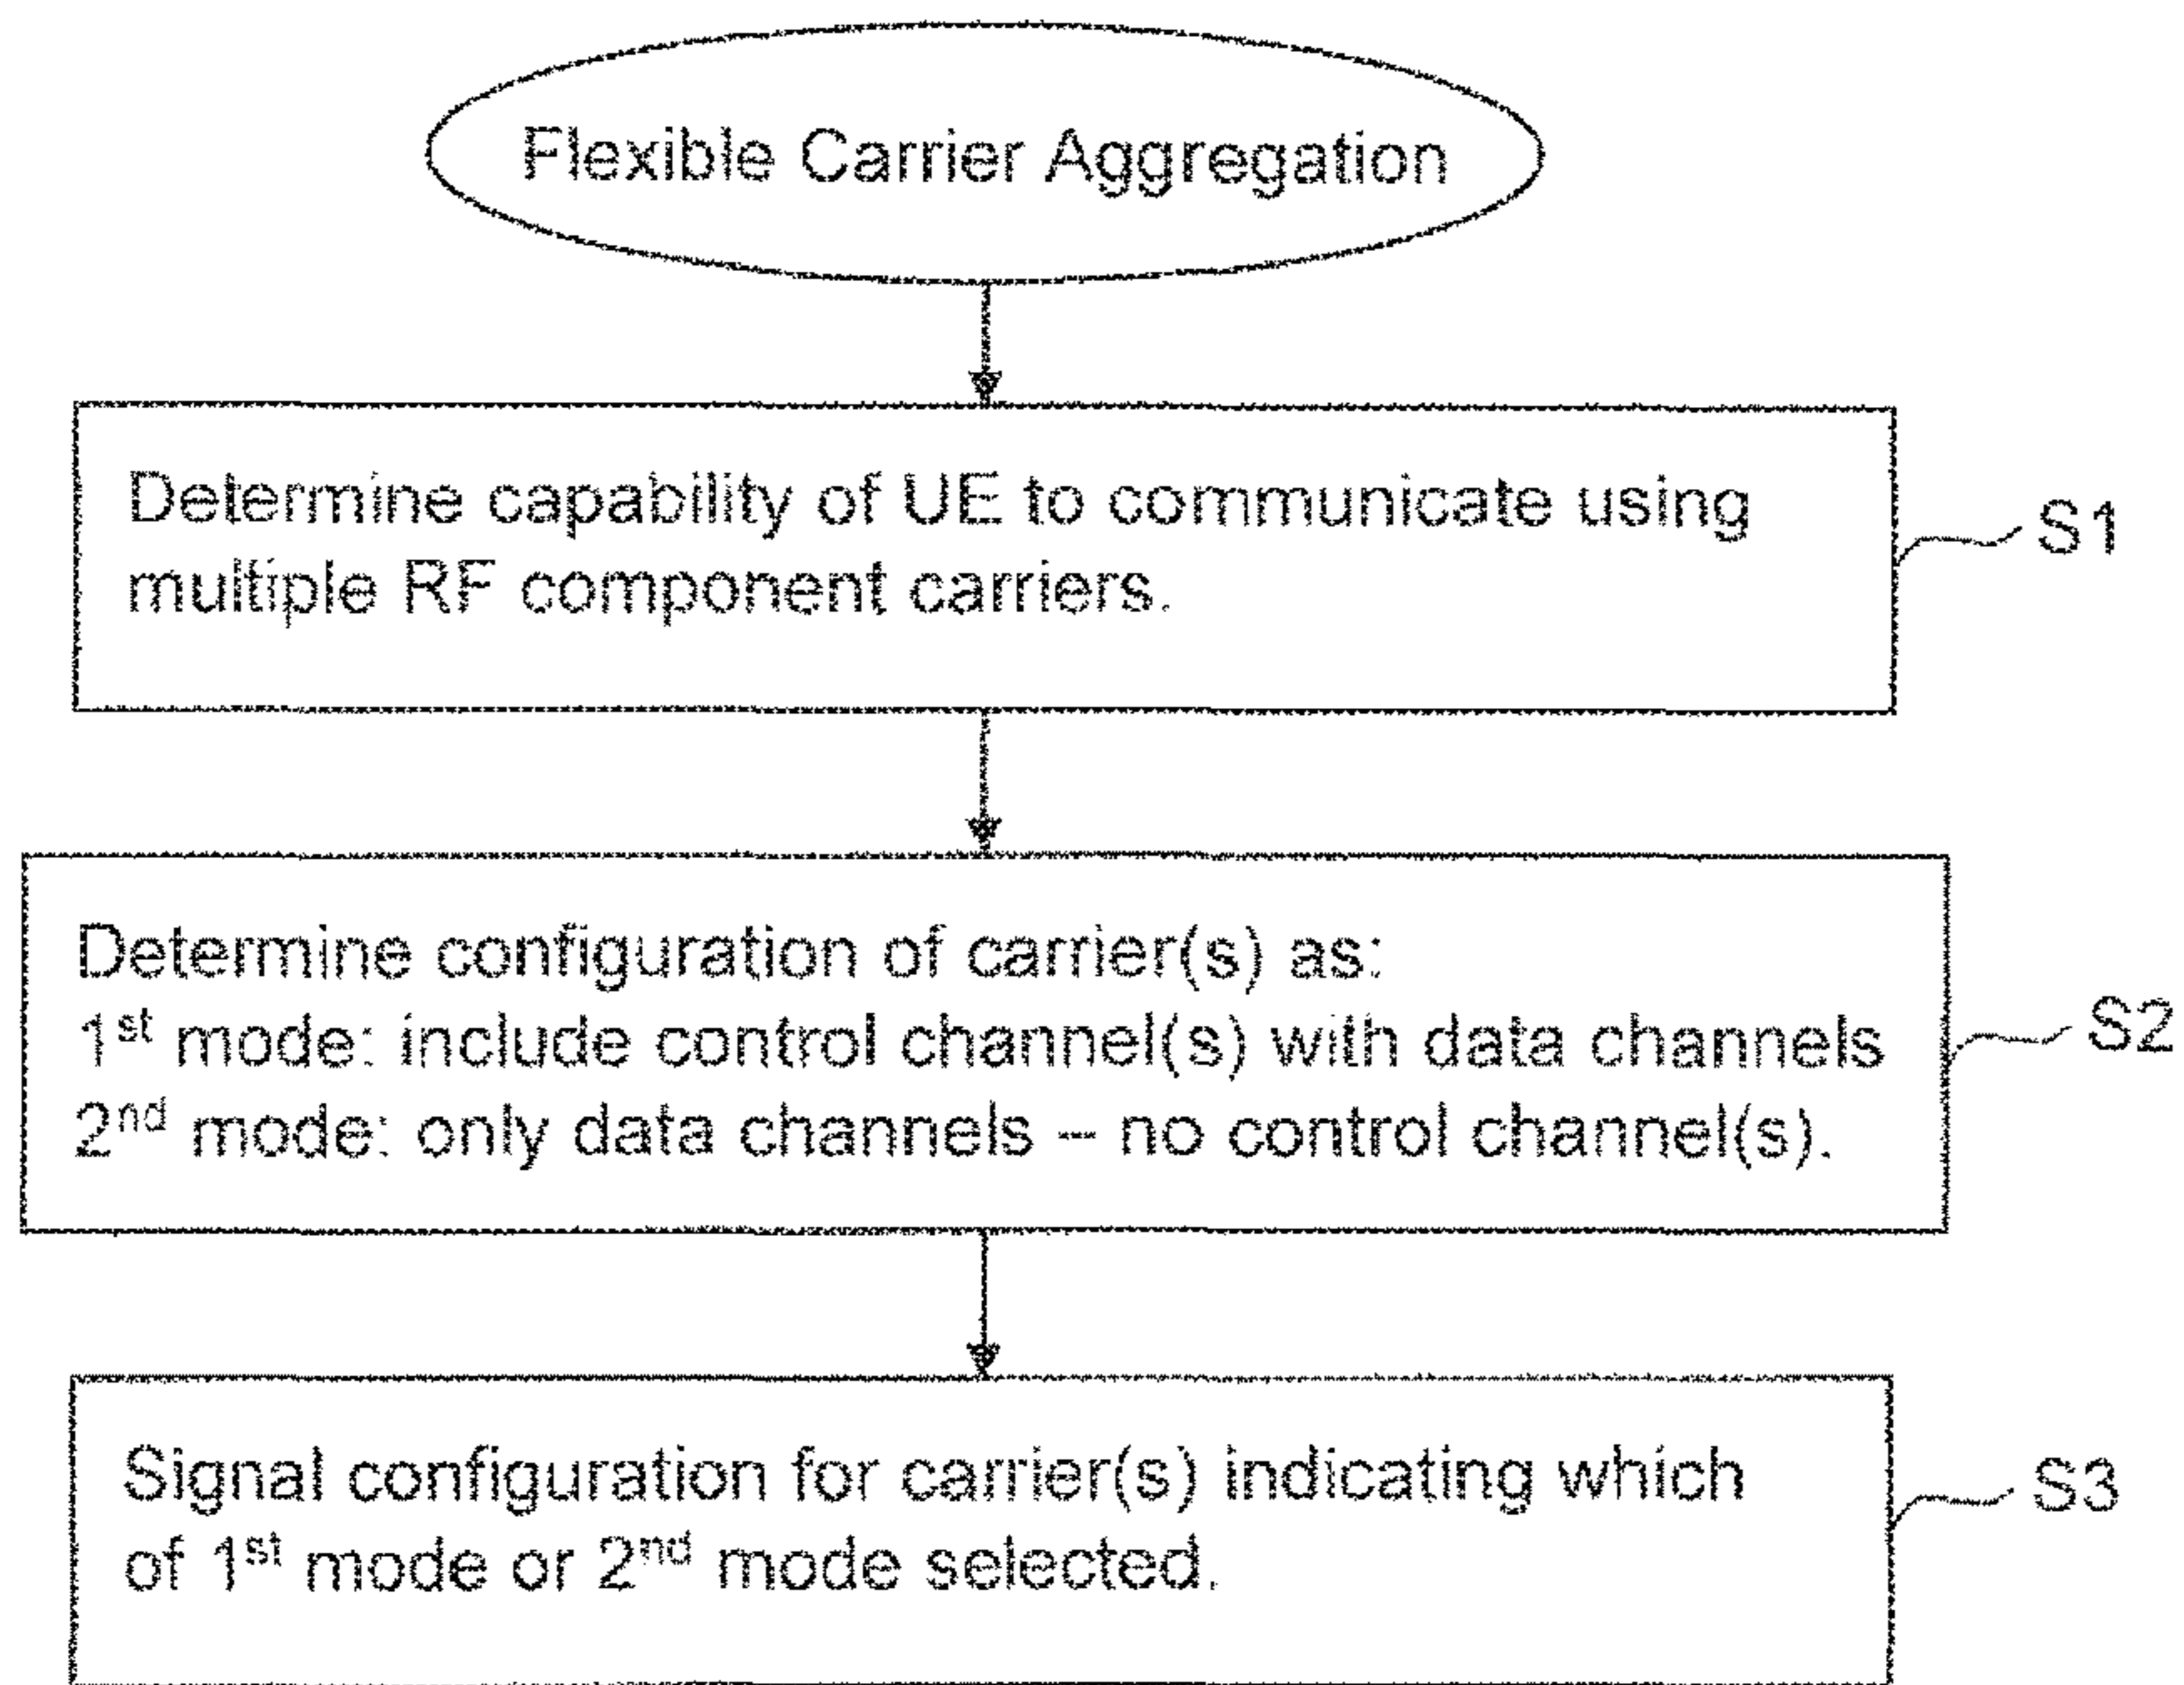 Flexible Carrier Aggregation
Determine capability of UE to communicate using
multiple RF component carriers.
S1
Determine configuration of carrier(s) as:
1st mode: include control channel(s) with data channels
2nd mode: only data channels -- no control channel(s).
S2
Signal configuration for carrier(s) indicating which
of 1st mode or 2nd mode selected.
S3